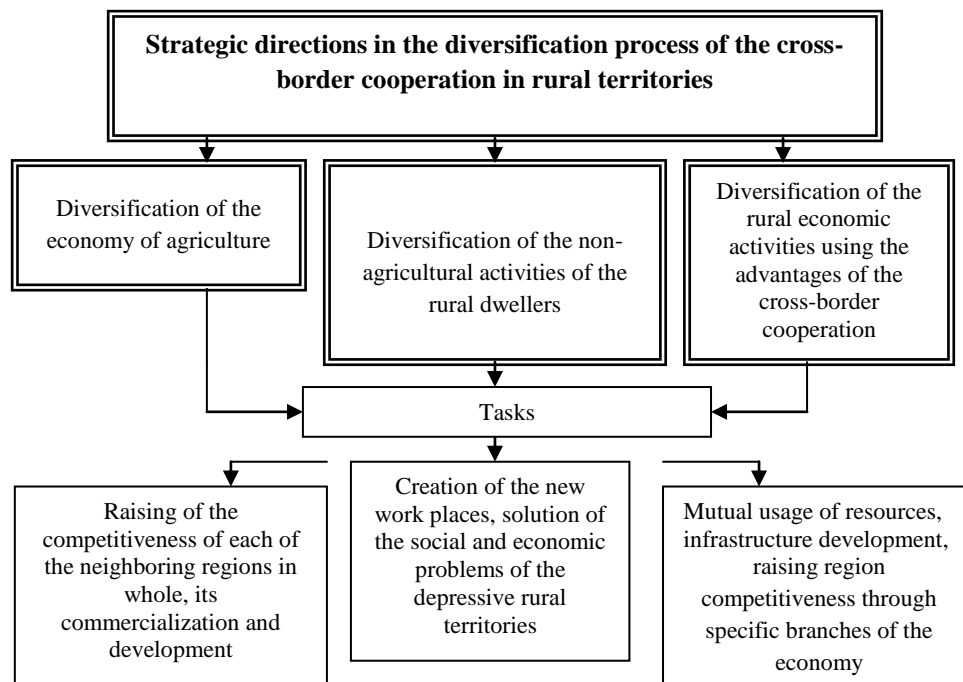 Strategic directions in the diversification process of the cross-
border cooperation in rural territories
Diversification of the
economy of agriculture
Diversification of the non-
agricultural activities of the
rural dwellers
Diversification of the
rural economic
activities using the
advantages of the
cross-border
cooperation
Tasks
Raising of the
competitiveness of each of
the neighboring regions in
whole, its
commercialization and
development
Creation of the new
work places, solution of
the social and economic
problems of the
depressive rural
territories
Mutual usage of resources,
infrastructure development,
raising region
competitiveness through
specific branches of the
economy